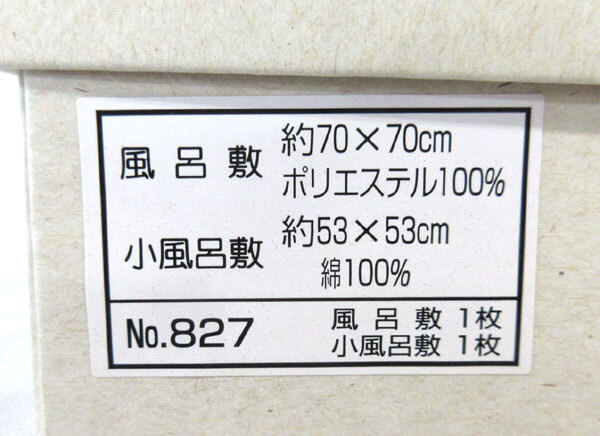 風呂敷 約70×70cm
ポリエステル100%
小風呂敷 約53×53cm
綿100%
No.827 風呂敷 1枚
小風呂敷 1枚